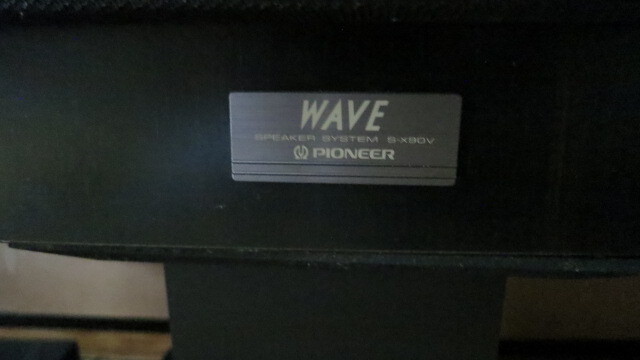 WAVE
SPEAKER SYSTEM S-X90V
PIONEER